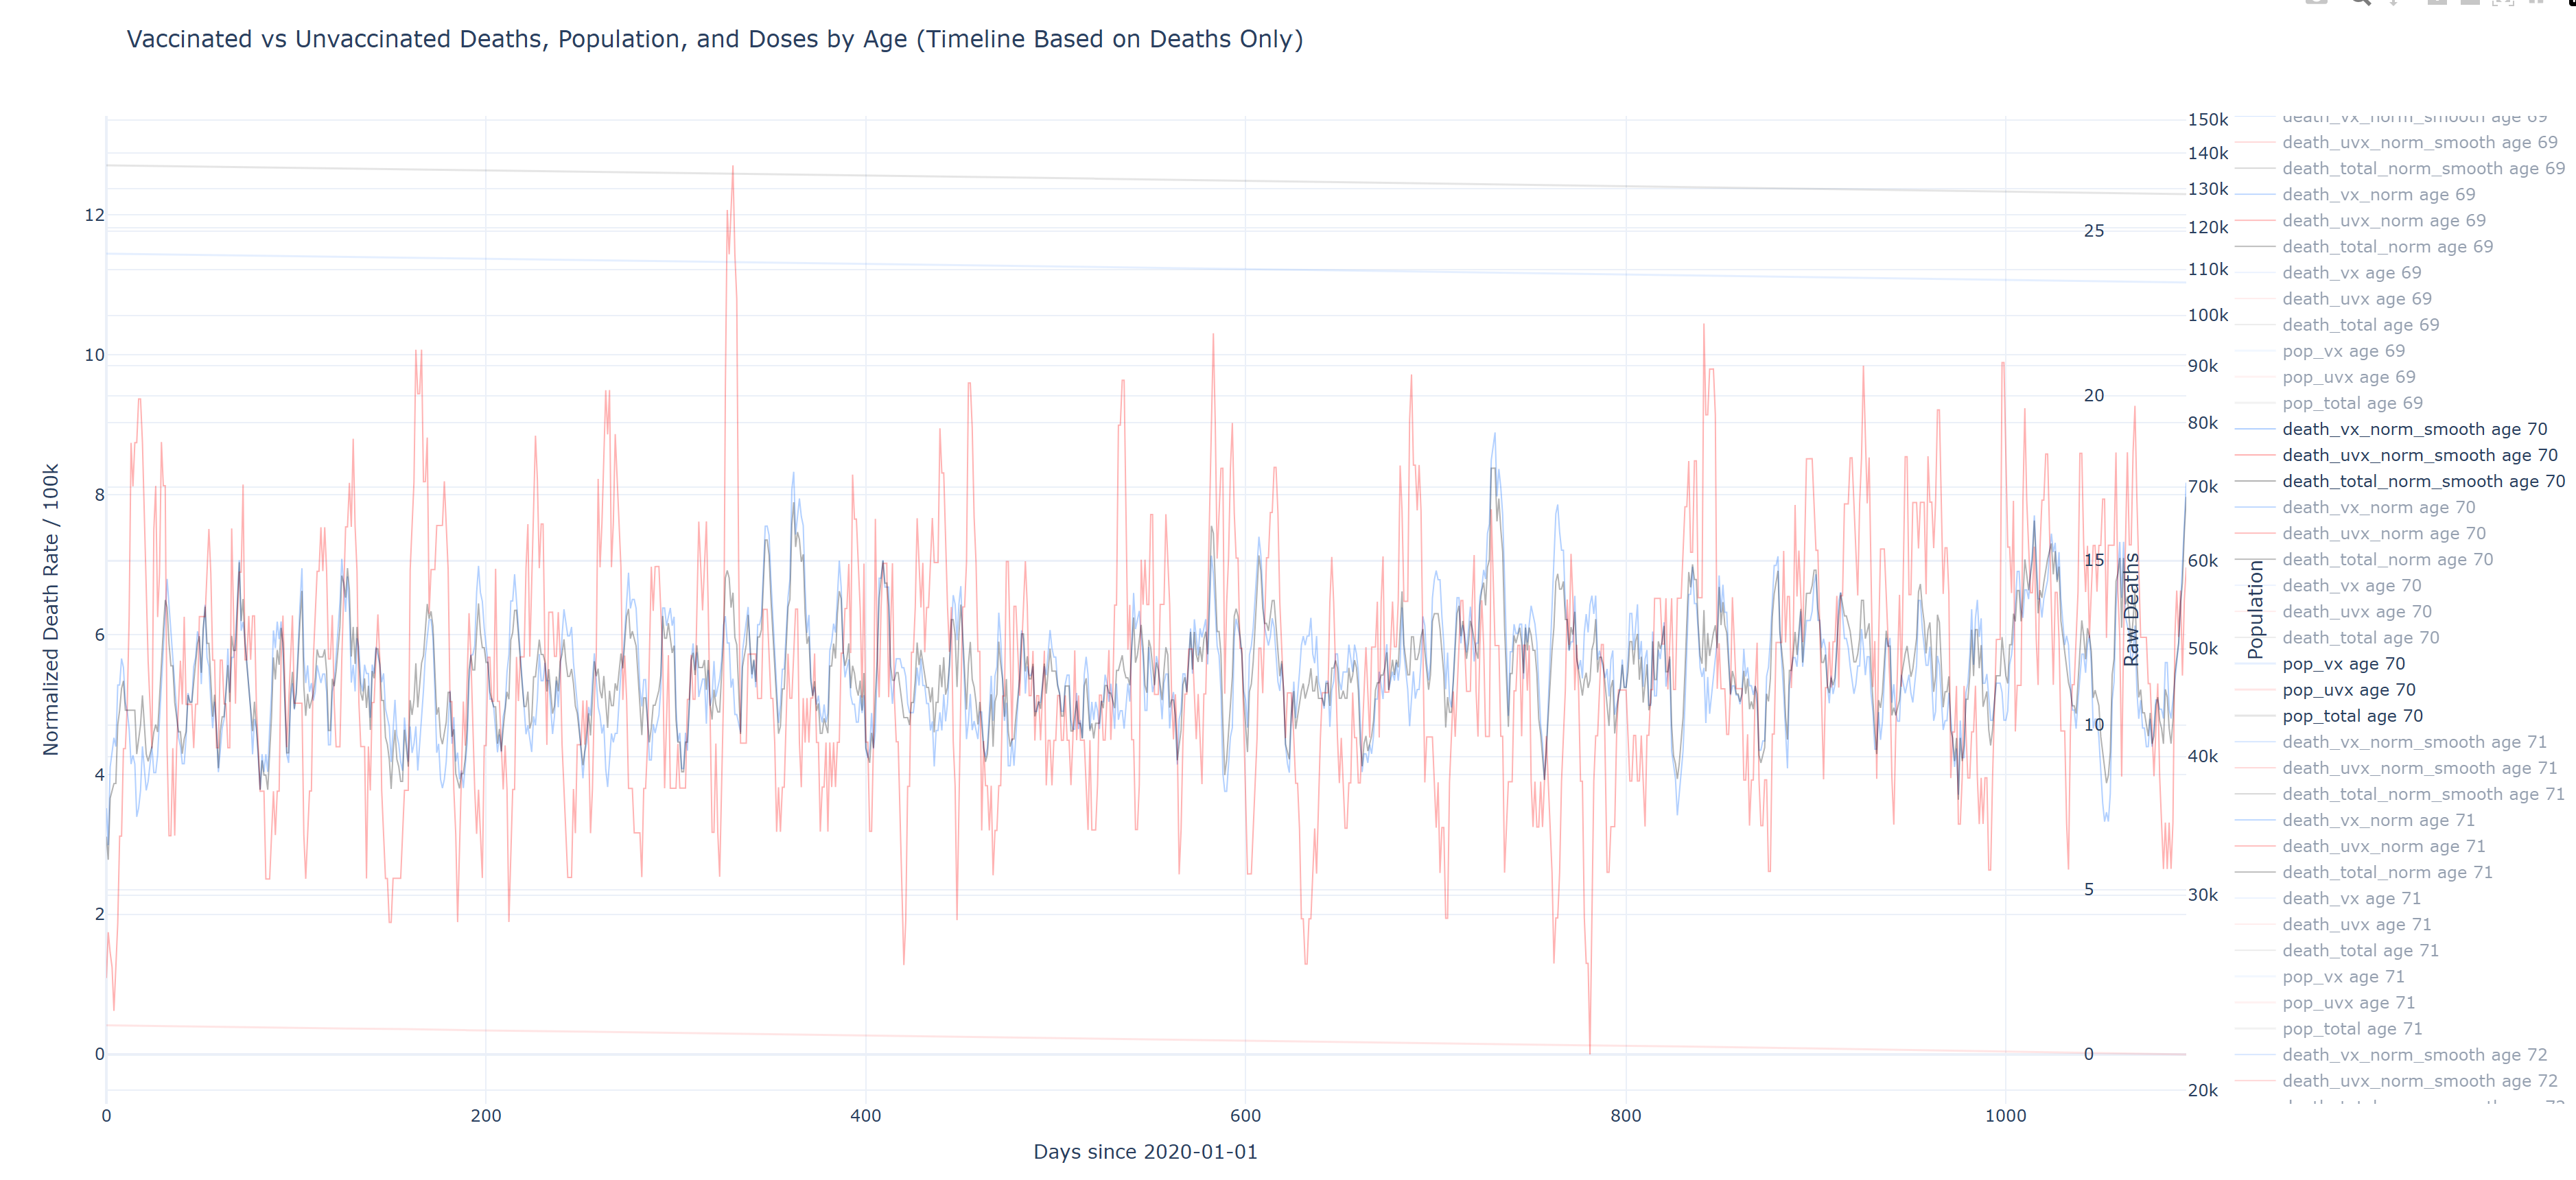 Vaccinated vs Unvaccinated Deaths, Population, and Doses by Age (Timeline Based on Deaths Only)
Normalized Death Rate / 100k
12
10
8
6
4
2
0
0
200
400
600
800
1000
Days since 2020-01-01
25
20
15
10
5
0
Raw Deaths
150k
140k
130k
120k
110k
100k
90k
80k
70k
60k
50k
40k
30k
20k
Population
death_vx_norm_smooth age 69
death_uvx_norm_smooth age 69
death_total_norm_smooth age 69
death_vx_norm age 69
death_uvx_norm age 69
death_total_norm age 69
death_vx age 69
death_uvx age 69
death_total age 69
pop_vx age 69
pop_uvx age 69
pop_total age 69
death_vx_norm_smooth age 70
death_uvx_norm_smooth age 70
death_total_norm_smooth age 70
death_vx_norm age 70
death_uvx_norm age 70
death_total_norm age 70
death_vx age 70
death_uvx age 70
death_total age 70
pop_vx age 70
pop_uvx age 70
pop_total age 70
death_vx_norm_smooth age 71
death_uvx_norm_smooth age 71
death_total_norm_smooth age 71
death_vx_norm age 71
death_uvx_norm age 71
death_total_norm age 71
death_vx age 71
death_uvx age 71
death_total age 71
pop_vx age 71
pop_uvx age 71
pop_total age 71
death_vx_norm_smooth age 72
death_uvx_norm_smooth age 72